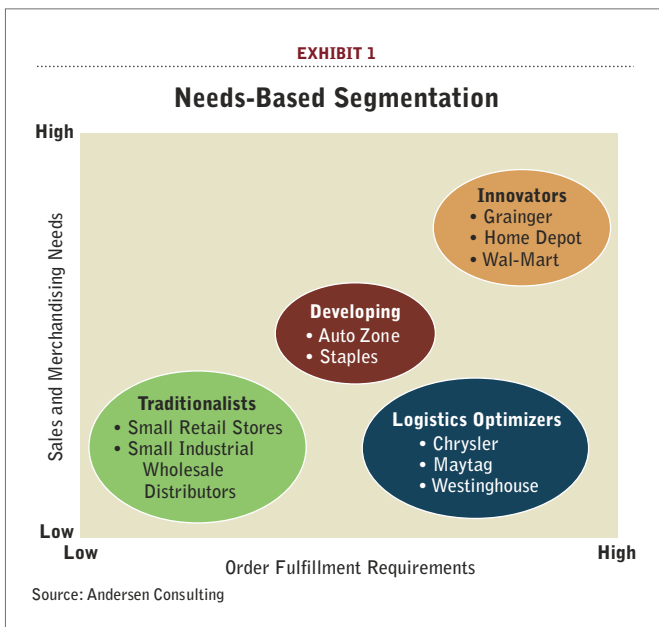 EXHIBIT 1
Needs-Based Segmentation
High
Sales and Merchandising Needs
Innovators
• Grainger
• Home Depot
• Wal-Mart
Developing
• Auto Zone
• Staples
Traditionalists
• Small Retail Stores
• Small Industrial
Wholesale
Distributors
Logistics Optimizers
• Chrysler
• Maytag
• Westinghouse
Low
Low
High
Order Fulfillment Requirements
Source: Andersen Consulting